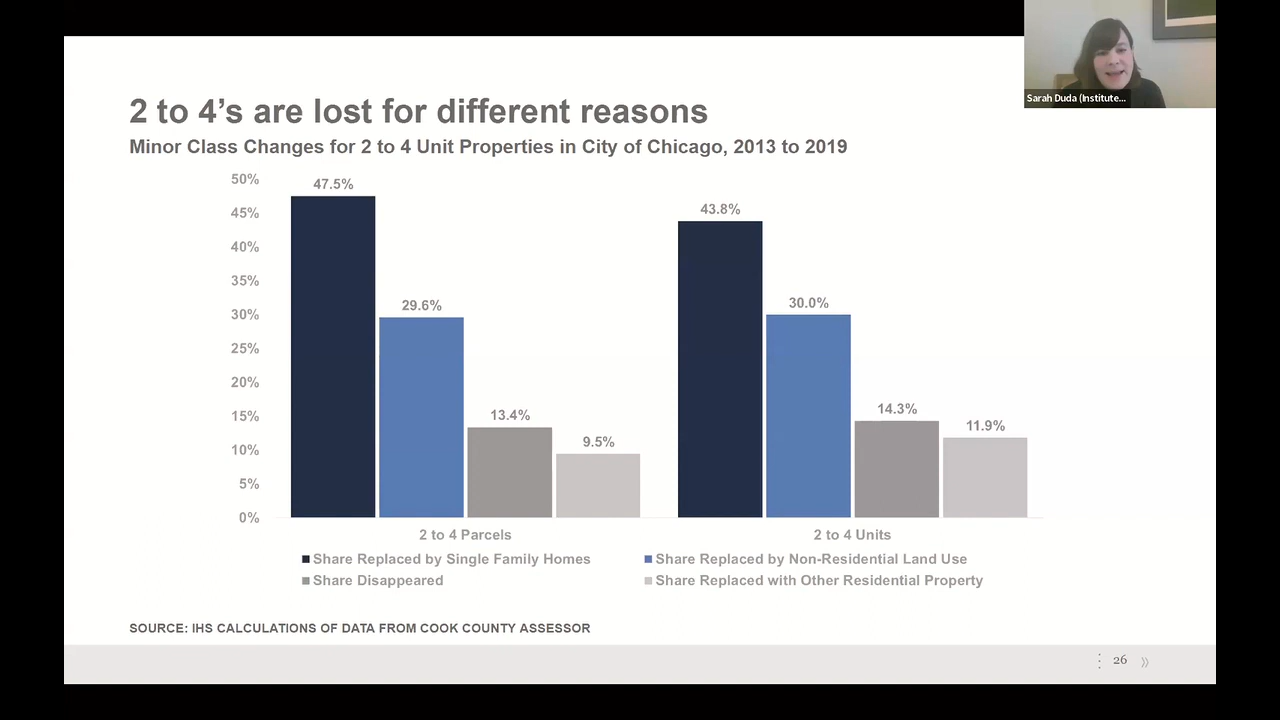 Sarah Duda (Institute...
2 to 4’s are lost for different reasons
Minor Class Changes for 2 to 4 Unit Properties in City of Chicago, 2013 to 2019
50%
45%
40%
35%
30%
25%
20%
15%
10%
5%
0%
47.5%
29.6%
13.4%
9.5%
43.8%
30.0%
14.3%
11.9%
2 to 4 Parcels
2 to 4 Units
Share Replaced by Single Family Homes
Share Replaced by Non-Residential Land Use
Share Disappeared
Share Replaced with Other Residential Property
SOURCE: IHS CALCULATIONS OF DATA FROM COOK COUNTY ASSESSOR
26